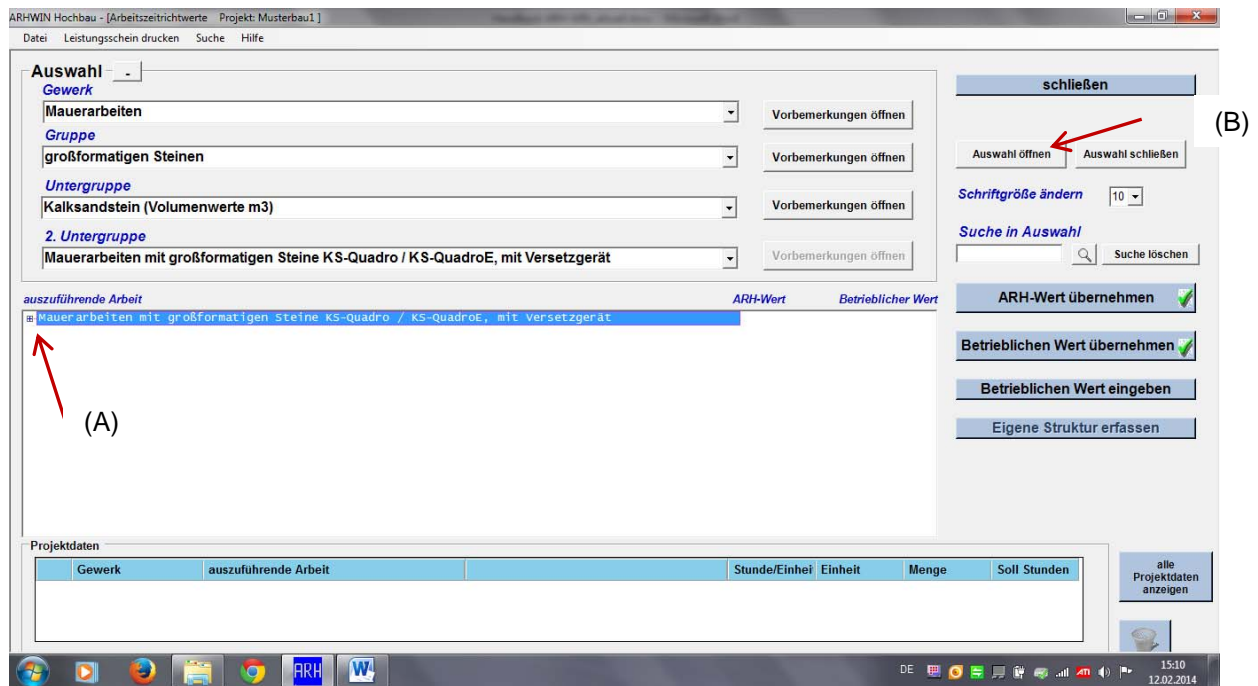 ARHWIN Hochbau - [Arbeitszeitrichtwerte Projekt: Musterbau1 ]
Datei Leistungsschein drucken Suche Hilfe
Auswahl -
Gewerk
Mauerarbeiten
Vorbemerkungen öffnen
Gruppe
großformatigen Steinen
Vorbemerkungen öffnen
Untergruppe
Kalksandstein (Volumenwerte m3)
Vorbemerkungen öffnen
2. Untergruppe
Mauerarbeiten mit großformatigen Steine KS-Quadro / KS-QuadroE, mit Versetzgerät
Vorbemerkungen öffnen
schließen
(B)
Auswahl öffnen Auswahl schließen
Schriftgröße ändern 10
Suche in Auswahl
Suche löschen
auszuführende Arbeit ARH-Wert Betrieblicher Wert
Mauerarbeiten mit großformatigen Steine KS-Quadro / KS-QuadroE, mit Versetzgerät
(A)
ARH-Wert übernehmen
Betrieblichen Wert übernehmen
Betrieblichen Wert eingeben
Eigene Struktur erfassen
Projektdaten
Gewerk auszuführende Arbeit Stunde/Einhei Einheit Menge Soll Stunden
alle
Projektdaten
anzeigen
ARH
DE
15:10
12.02.2014